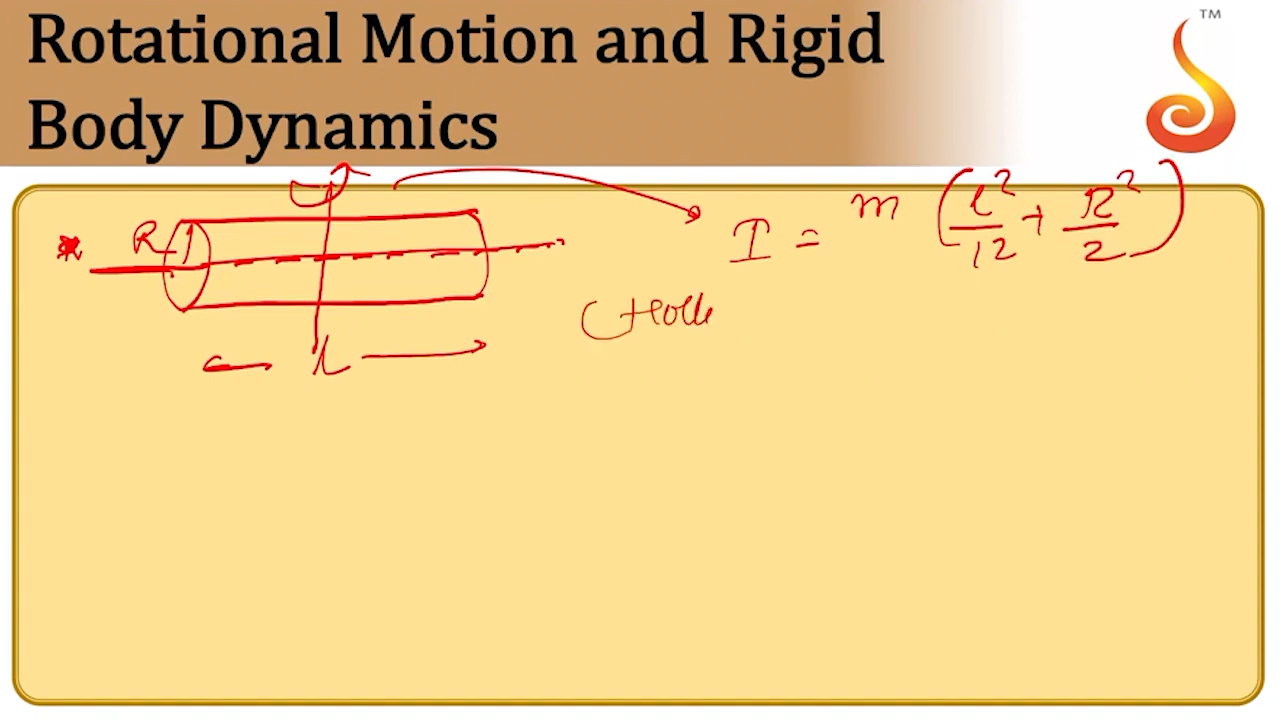 Rotational Motion and Rigid
Body Dynamics
TM
* R
l
I = m (l²/12 + R²/2)